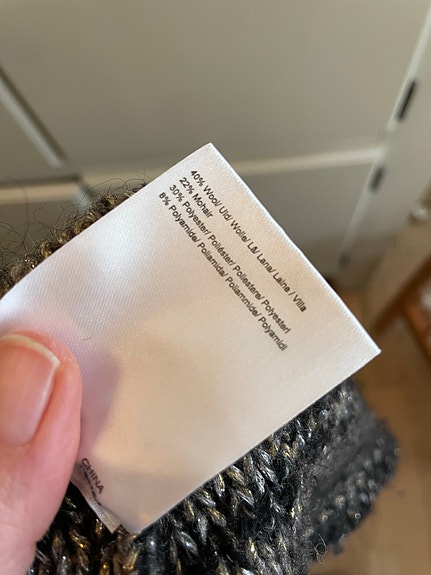 40% Wool/ Uld/ Wolle/ Lã/ Lana/ Laine / Villa
22% Mohair
30% Polyester/ Poliéster/ Poliestere/ Polyesteri
8% Polyamide/ Poliamida/ Poliammide/ Polyamidi
CHINA